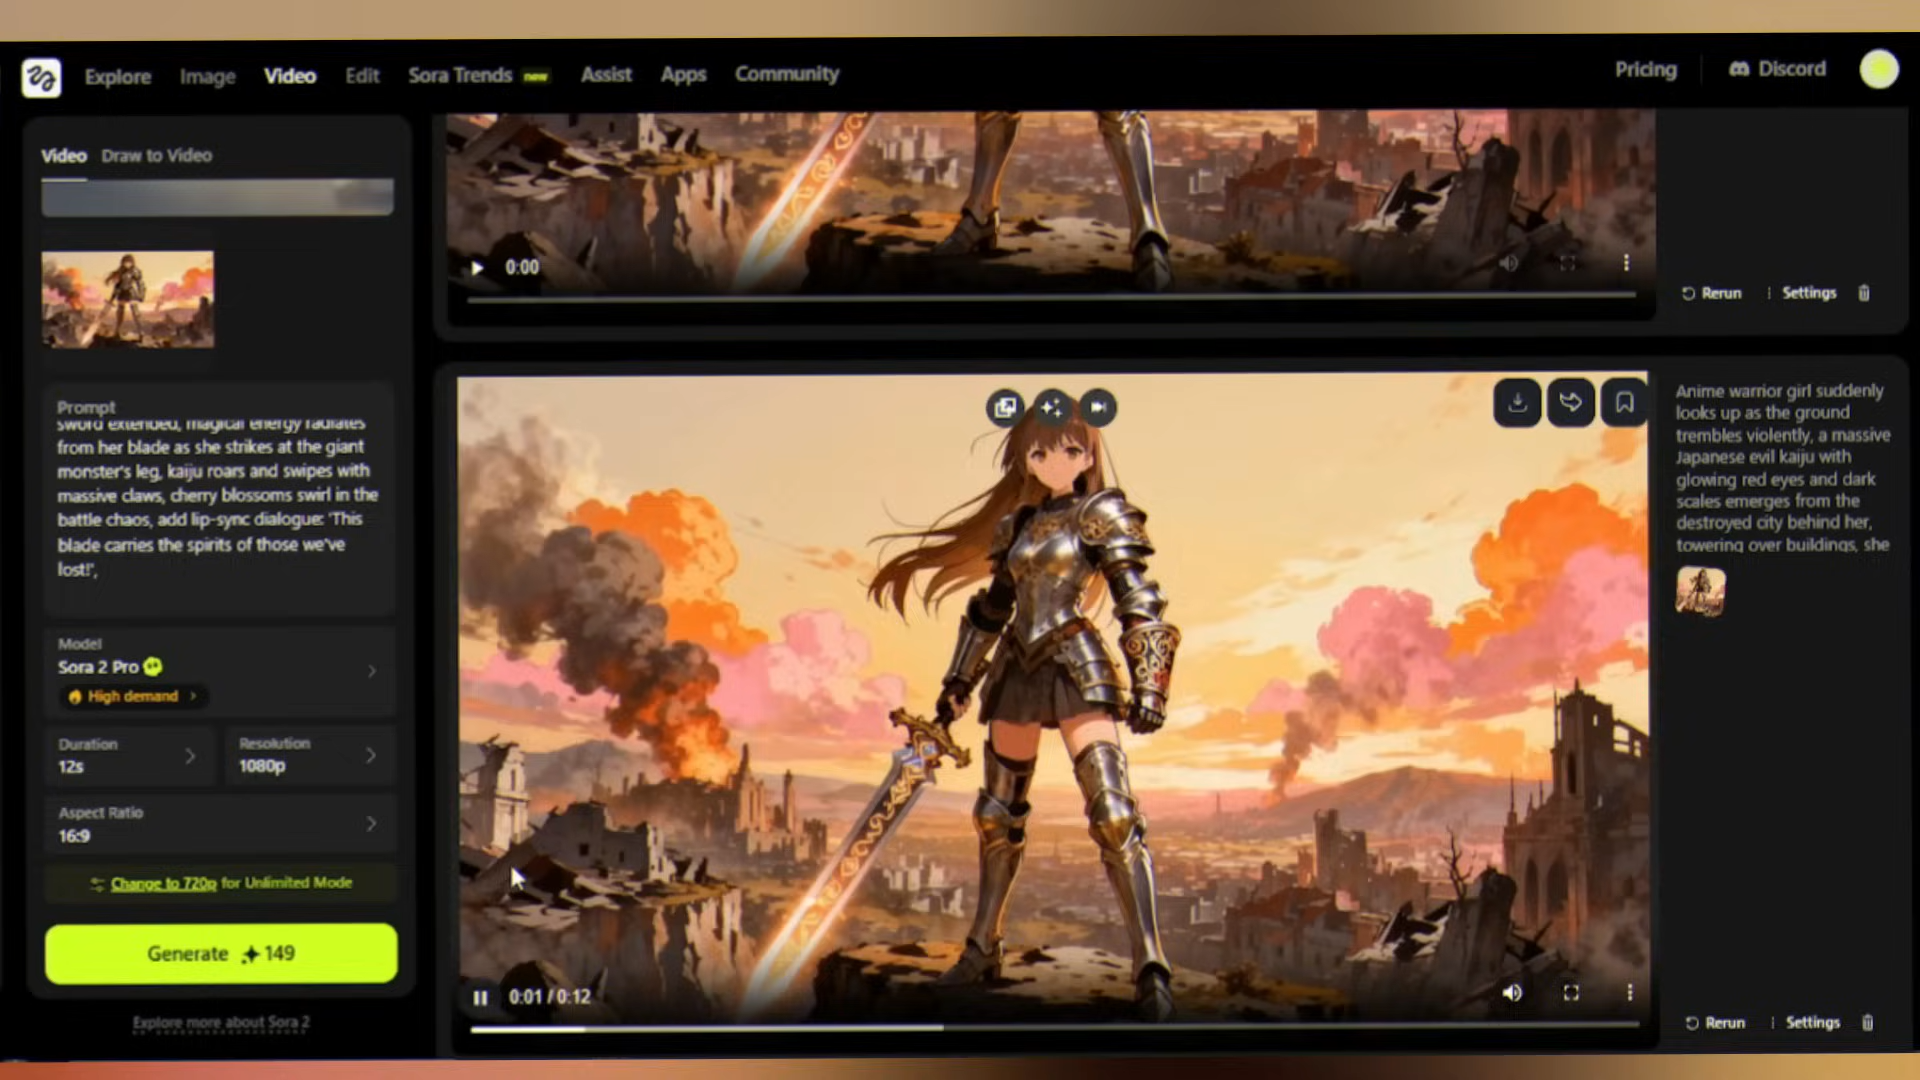 Explore Image Video Edit Sora Trends new Assist Apps Community Pricing Discord
Video Draw to Video
Prompt
sword extended, magical energy radiates
from her blade as she strikes at the giant
monster's leg, kaiju roars and swipes with
massive claws, cherry blossoms swirl in the
battle chaos, add lip-sync dialogue: 'This
blade carries the spirits of those we've
lost!',
Model
Sora 2 Pro
High demand
Duration
12s
Resolution
1080p
Aspect Ratio
16:9
Change to 720p for Unlimited Mode
Generate 149
Explore more about Sora 2
0:00
Rerun Settings
0:01 / 0:12
Anime warrior girl suddenly
looks up as the ground
trembles violently, a massive
Japanese evil kaiju with
glowing red eyes and dark
scales emerges from the
destroyed city behind her,
towering over buildings, she
Rerun Settings